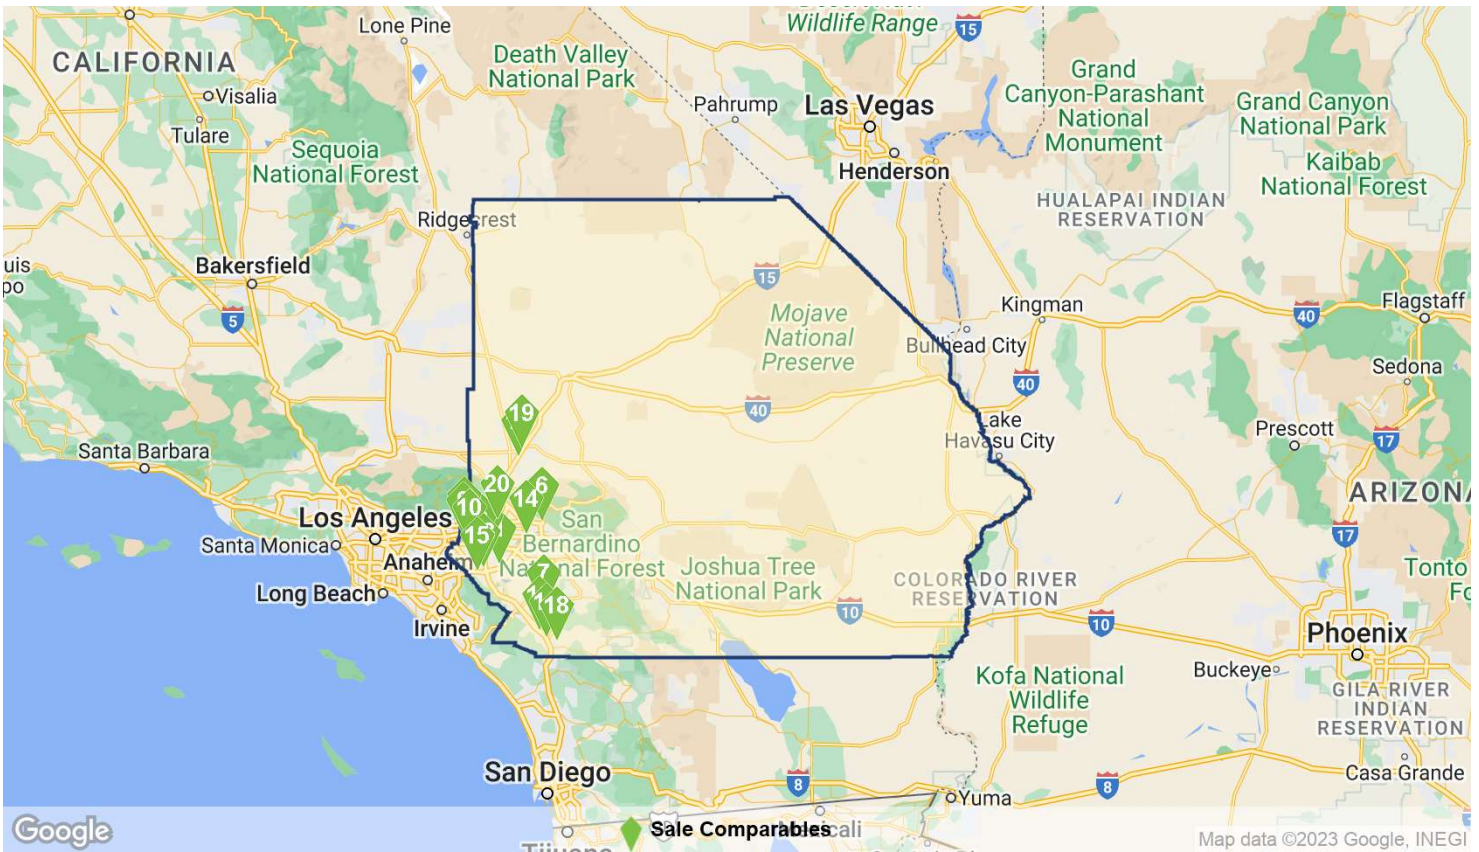 Lone Pine
Wildlife Range
15
CALIFORNIA
Death Valley
National Park
Grand
Canyon-Parashant
National
Monument
Visalia
Pahrump
Las Vegas
Grand Canyon
National Park
Tulare
Sequoia
National Forest
Henderson
Kaibab
National Forest
HUALAPAI INDIAN
RESERVATION
Ridgecrest
uis
po
Bakersfield
15
Kingman
Flagstaff
5
Mojave
National
Preserve
40
Bullhead City
Sedona
40
40
19
Lake
Havasu City
Prescott
17
Santa Barbara
20
6
14
10
ARIZONA
Los Angeles
15
San
Bernardino
National Forest
17
Santa Monica
Anaheim
7
Joshua Tree
National Park
COLORADO RIVER
RESERVATION
Tonto
Fo
Long Beach
18
10
10
Irvine
Phoenix
Kofa National
Wildlife
Refuge
Buckeye
GILA RIVER
INDIAN
RESERVATION
San Diego
8
8
Casa Grande
Yuma
Google
Sale Comparables
Mexicali
Map data ©2023 Google, INEGI
Tijuana